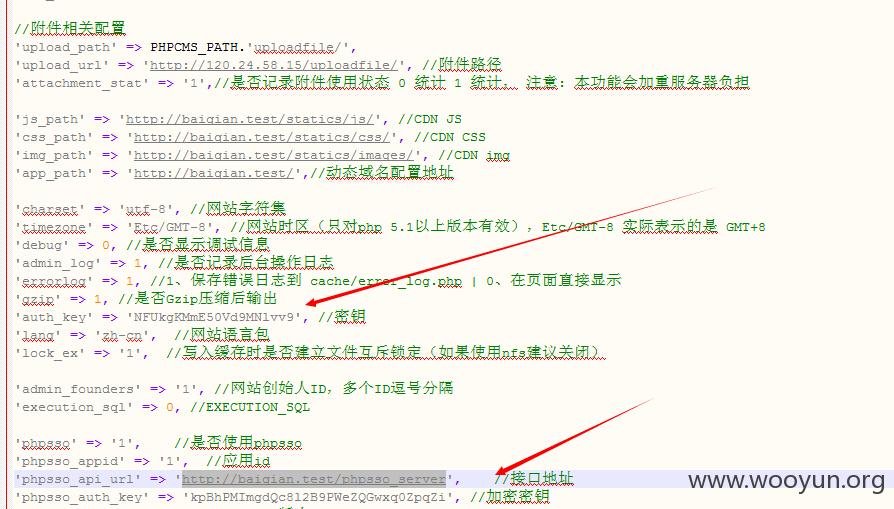 //附件相关配置
'upload_path' => PHPCMS_PATH.'uploadfile/',
'upload_url' => 'http://120.24.58.15/uploadfile/', //附件路径
'attachment_stat' => '1',//是否记录附件使用状态 0 统计 1 统计， 注意: 本功能会加重服务器负担
'js_path' => 'http://baiqian.test/statics/js/', //CDN JS
'css_path' => 'http://baiqian.test/statics/css/', //CDN CSS
'img_path' => 'http://baiqian.test/statics/images/', //CDN img
'app_path' => 'http://baiqian.test/',//动态域名配置地址
'charset' => 'utf-8', //网站字符集
'timezone' => 'Etc/GMT-8', //网站时区（只对php 5.1以上版本有效），Etc/GMT-8 实际表示的是 GMT+8
'debug' => 0, //是否显示调试信息
'admin_log' => 1, //是否记录后台操作日志
'errorlog' => 1, //1、保存错误日志到 cache/error_log.php | 0、在页面直接显示
'gzip' => 1, //是否Gzip压缩后输出
'auth_key' => 'NFUkgKMmE50Vd9MNlvv9', //密钥
'lang' => 'zh-cn', //网站语言包
'lock_ex' => '1', //写入缓存时是否建立文件互斥锁定（如果使用nfs建议关闭）
'admin_founders' => '1', //网站创始人ID，多个ID逗号分隔
'execution_sql' => 0, //EXECUTION_SQL
'phpsso' => '1', //是否使用phpsso
'phpsso_appid' => '1', //应用id
'phpsso_api_url' => 'http://baiqian.test/phpsso_server', //接口地址
'phpsso_auth_key' => 'kpBhPMImgdQc8l2B9PWeZQGwxq0ZpqZi', //加密密钥
www.wooyun.org